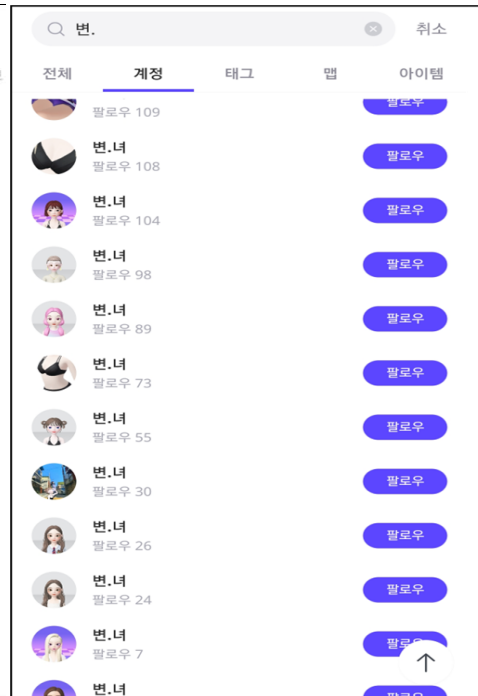 변.
취소
전체 계정 태그 맵 아이템
팔로우 109 팔로우
변.녀
팔로우 108
팔로우
변.녀
팔로우 104
팔로우
변.녀
팔로우 98
팔로우
변.녀
팔로우 89
팔로우
변.녀
팔로우 73
팔로우
변.녀
팔로우 55
팔로우
변.녀
팔로우 30
팔로우
변.녀
팔로우 26
팔로우
변.녀
팔로우 24
팔로우
변.녀
팔로우 7
변.녀